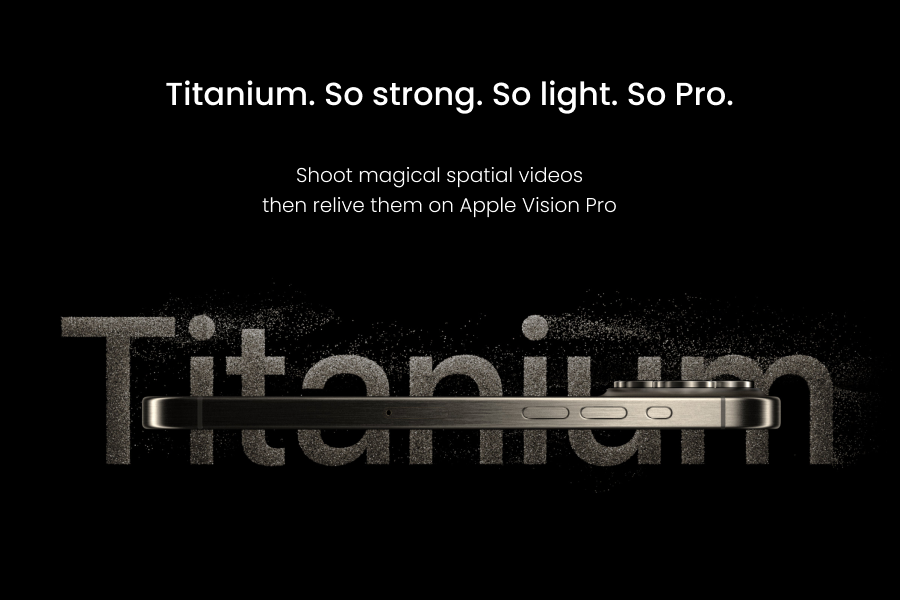 Titanium. So strong. So light. So Pro.
Shoot magical spatial videos
then relive them on Apple Vision Pro
Titanium